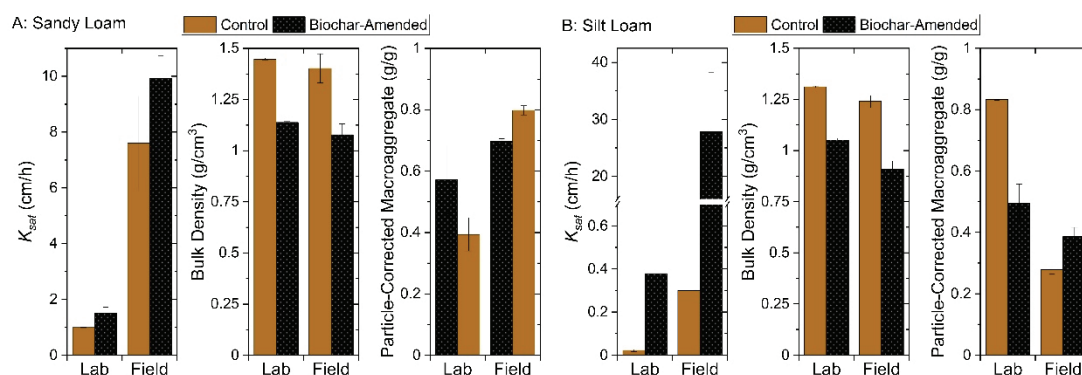 A: Sandy Loam
Control
Biochar-Amended
K_sat (cm/h)
10
8
6
4
2
0
Lab
Field
Bulk Density (g/cm³)
1.5
1.25
1
0.75
0.5
0.25
0
Lab
Field
Particle-Corrected Macroaggregate (g/g)
1
0.8
0.6
0.4
0.2
0
Lab
Field
B: Silt Loam
Control
Biochar-Amended
K_sat (cm/h)
40
30
20
0.6
0.4
0.2
0
Lab
Field
Bulk Density (g/cm³)
1.5
1.25
1
0.75
0.5
0.25
0
Lab
Field
Particle-Corrected Macroaggregate (g/g)
1
0.8
0.6
0.4
0.2
0
Lab
Field